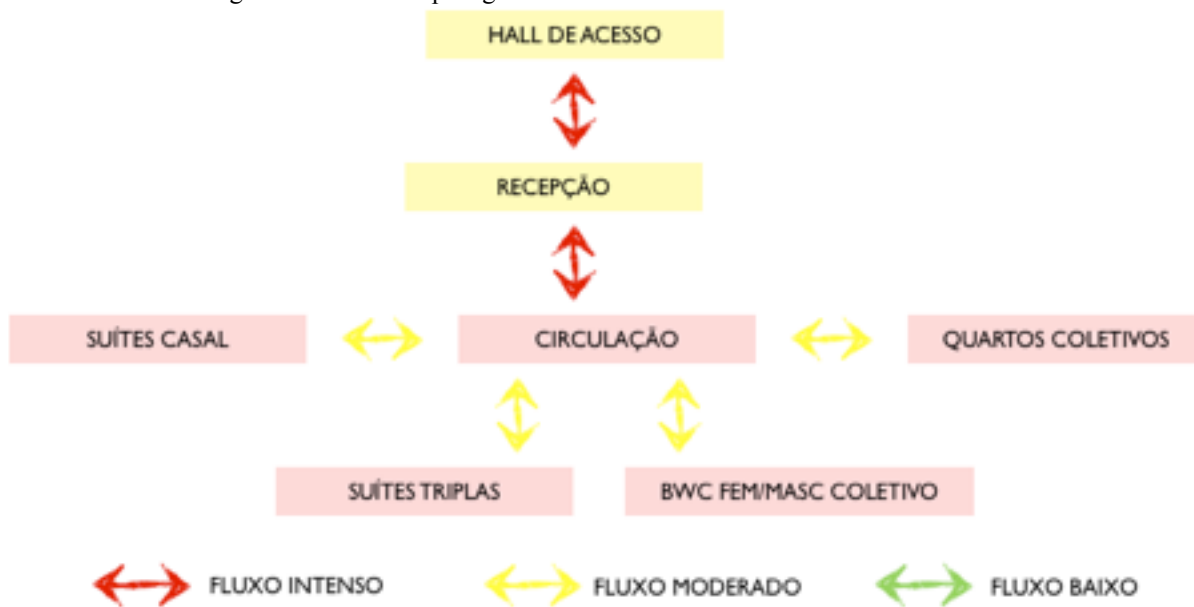 HALL DE ACESSO
RECEPÇÃO
SUÍTES CASAL
CIRCULAÇÃO
QUARTOS COLETIVOS
SUÍTES TRIPLAS
BWC FEM/MASC COLETIVO
FLUXO INTENSO
FLUXO MODERADO
FLUXO BAIXO